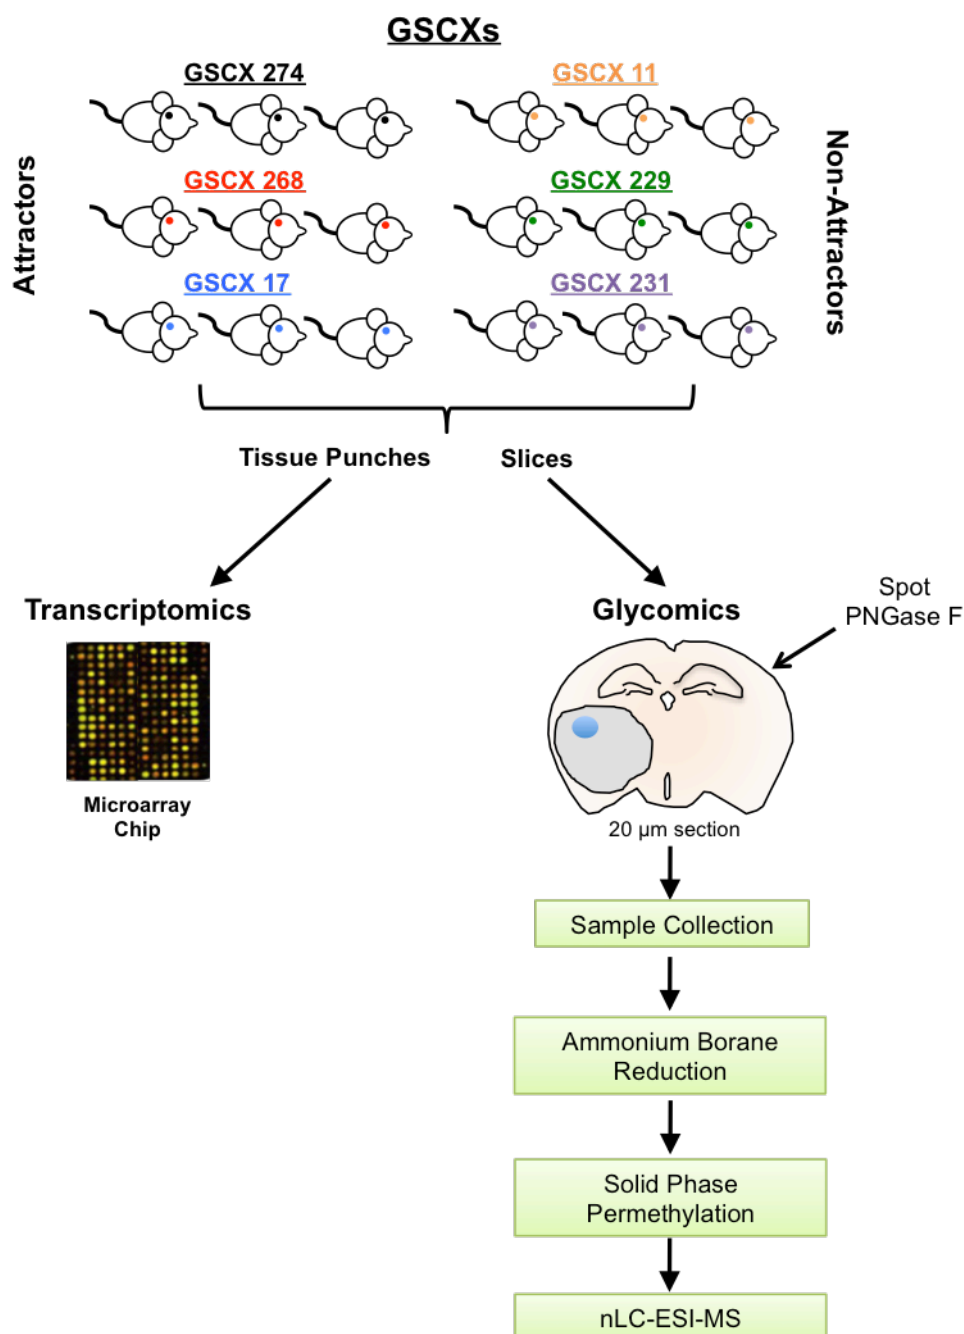 GSCXs
GSCX 274
GSCX 11
Attractors
Non-Attractors
GSCX 268
GSCX 229
GSCX 17
GSCX 231
Tissue Punches
Slices
Transcriptomics
Glycomics
Spot
PNGase F
Microarray
Chip
20 µm section
Sample Collection
Ammonium Borane
Reduction
Solid Phase
Permethylation
nLC-ESI-MS